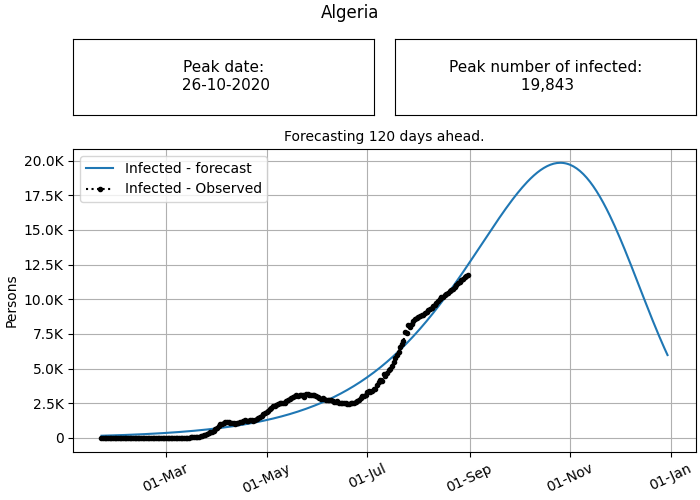 Algeria
Peak date:
26-10-2020
Peak number of infected:
19,843
Forecasting 120 days ahead.
Infected - forecast
Infected - Observed
20.0K
17.5K
15.0K
12.5K
10.0K
7.5K
5.0K
2.5K
0
Persons
01-Mar
01-May
01-Jul
01-Sep
01-Nov
01-Jan